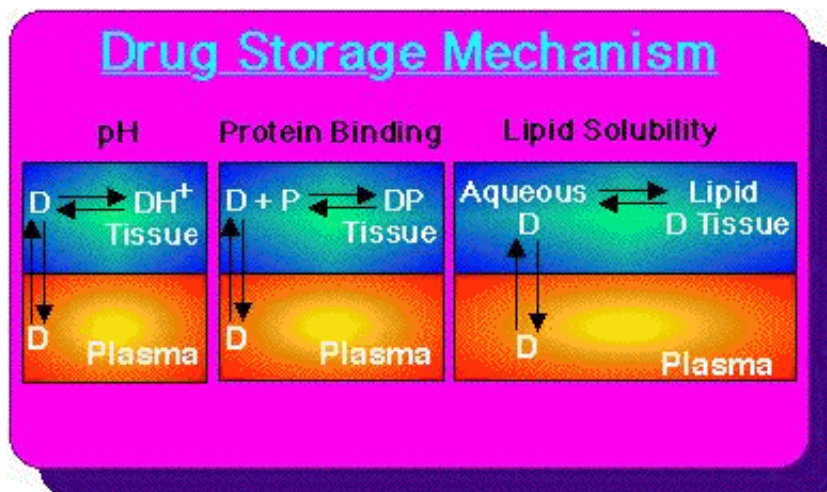 Drug Storage Mechanism
pH
D ⇌ DH⁺
Tissue
D
Plasma
Protein Binding
D + P ⇌ DP
Tissue
D
Plasma
Lipid Solubility
Aqueous ⇌ Lipid
D D Tissue
D
Plasma